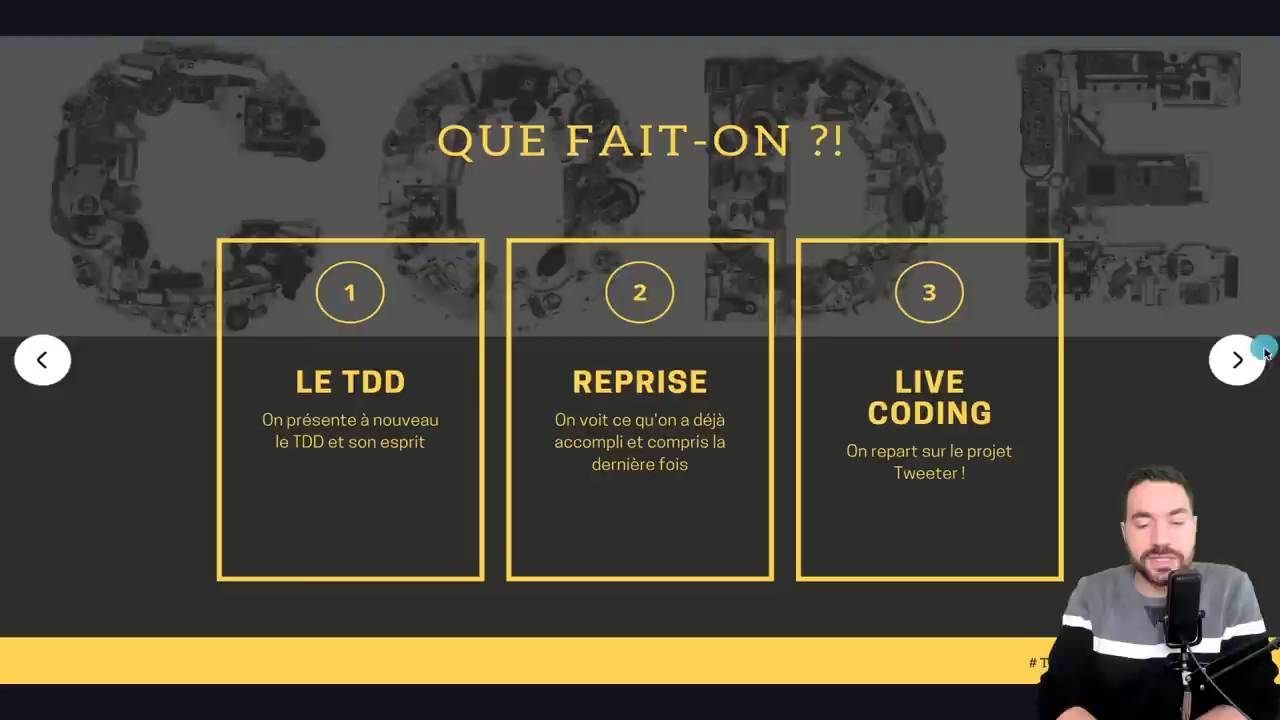 CODE
QUE FAIT-ON ?!
1
LE TDD
On présente à nouveau
le TDD et son esprit
2
REPRISE
On voit ce qu'on a déjà
accompli et compris la
dernière fois
3
LIVE
CODING
On repart sur le projet
Tweeter !